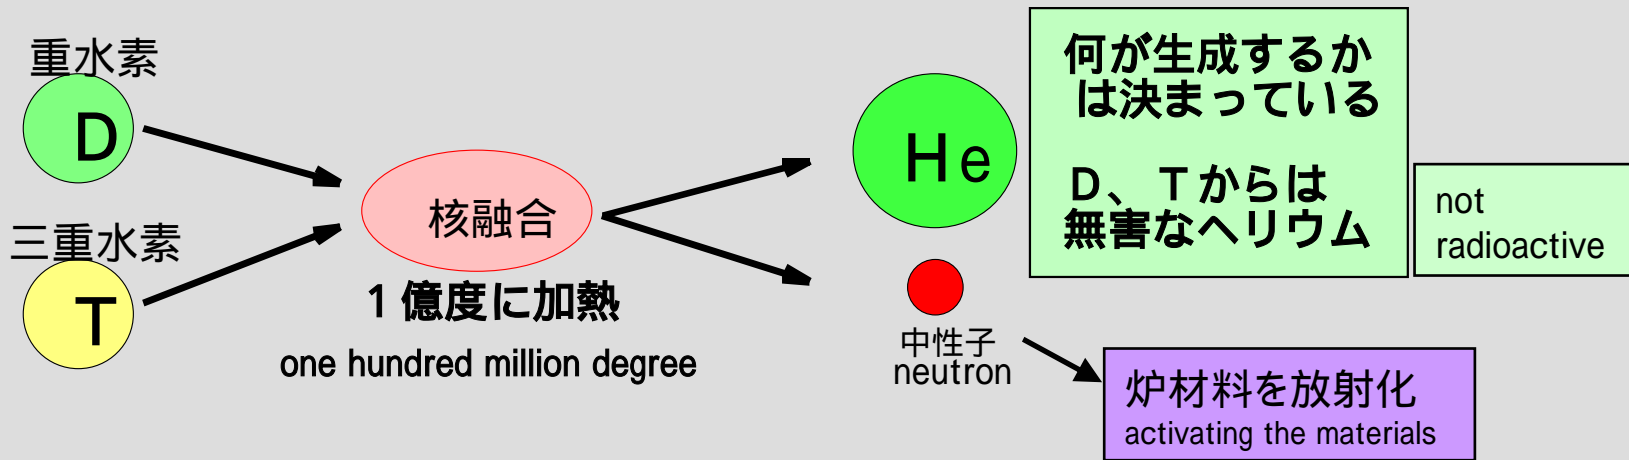 重水素
D
三重水素
T
核融合
1億度に加熱
one hundred million degree
He
中性子
neutron
何が生成するか
は決まっている
D、Tからは
無害なヘリウム
not
radioactive
炉材料を放射化
activating the materials